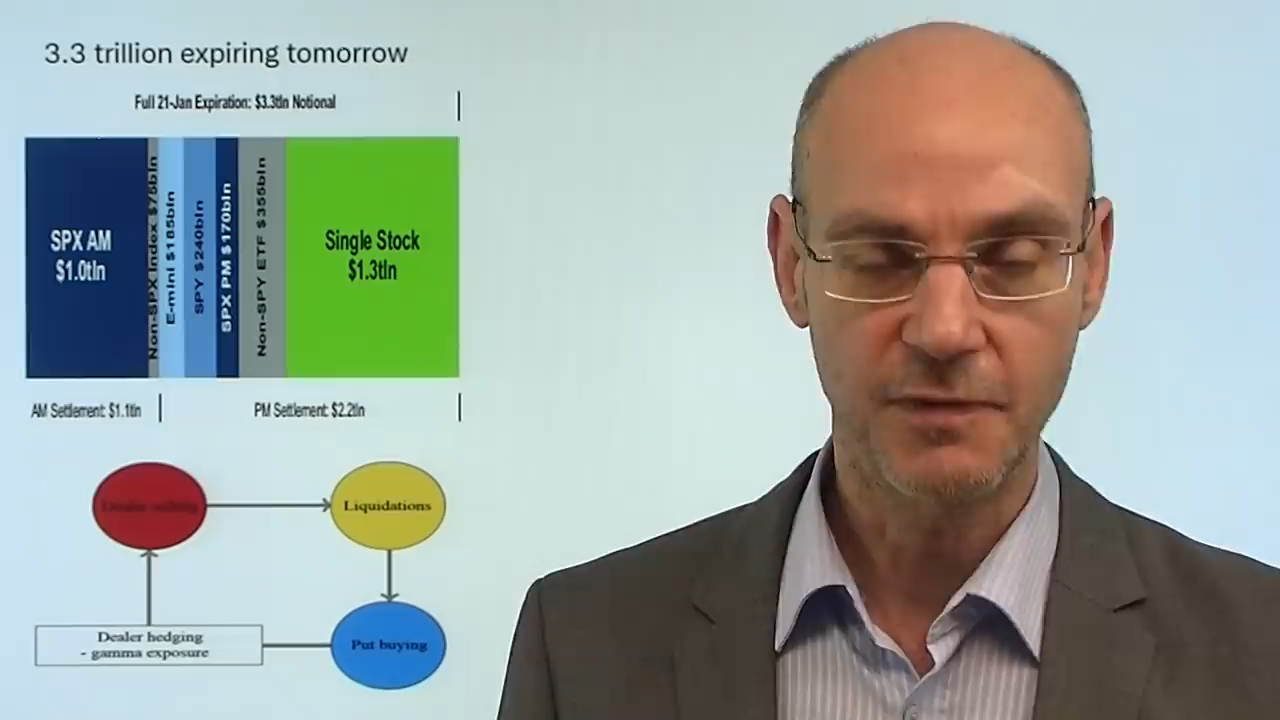 3.3 trillion expiring tomorrow
Full 21-Jan Expiration: $3.3tln Notional
SPX AM
$1.0tln
Non-SPX Index $75bln
E-mini $185bln
SPY $240bln
SPX PM $170bln
Non-SPY ETF $355bln
Single Stock
$1.3tln
AM Settlement: $1.1tln
PM Settlement: $2.2tln
Dealer selling
Liquidations
Dealer hedging
- gamma exposure
Put buying